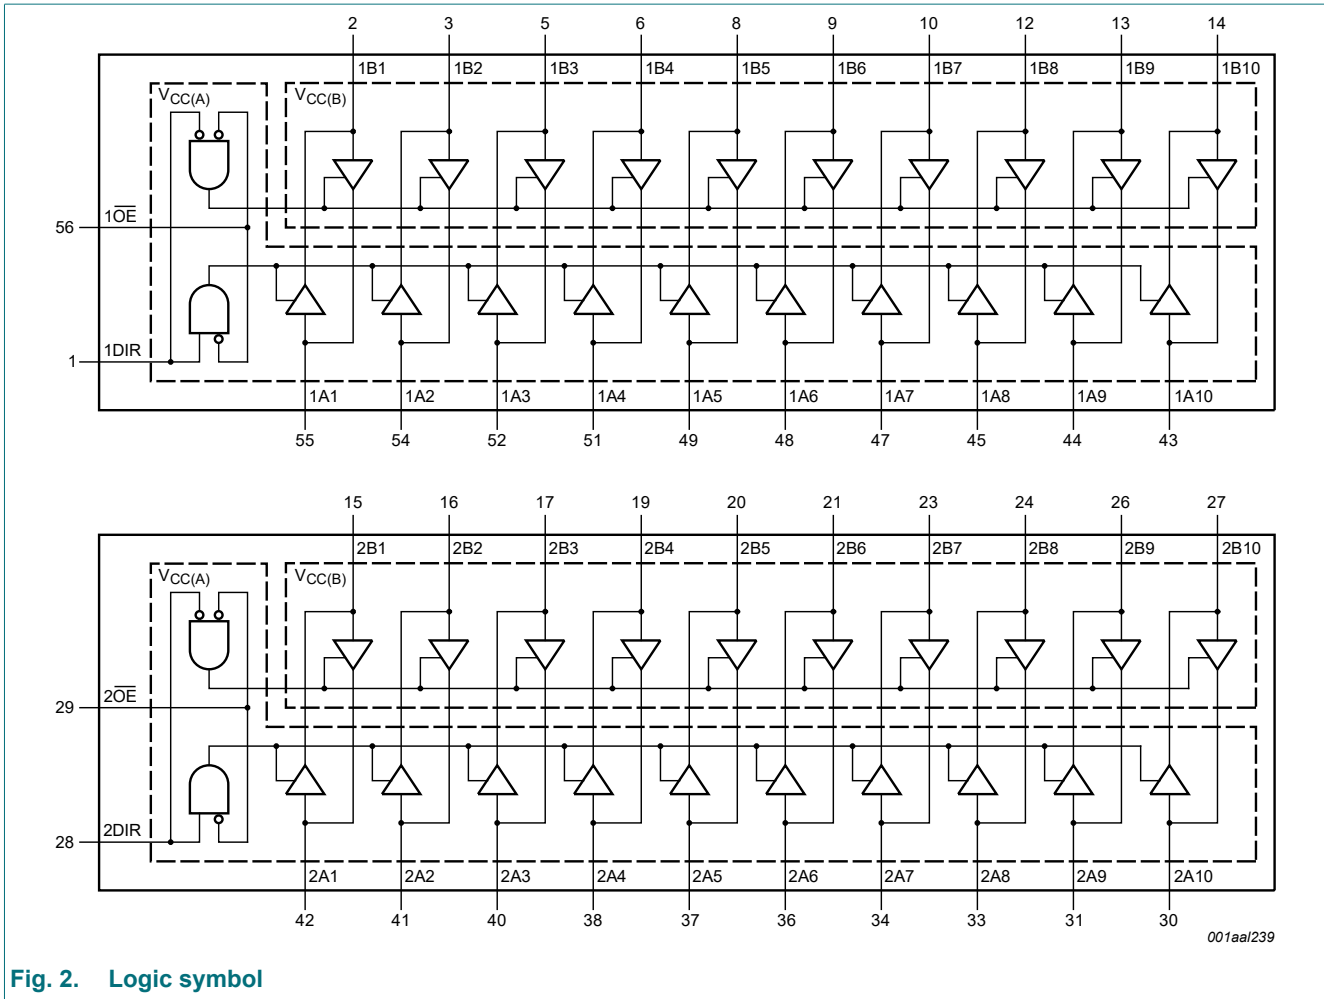 2 3 5 6 8 9 10 12 13 14
1B1 1B2 1B3 1B4 1B5 1B6 1B7 1B8 1B9 1B10
VCC(A) VCC(B)
56 1O̅E̅
1 1DIR
1A1 1A2 1A3 1A4 1A5 1A6 1A7 1A8 1A9 1A10
55 54 52 51 49 48 47 45 44 43
15 16 17 19 20 21 23 24 26 27
2B1 2B2 2B3 2B4 2B5 2B6 2B7 2B8 2B9 2B10
VCC(A) VCC(B)
29 2O̅E̅
28 2DIR
2A1 2A2 2A3 2A4 2A5 2A6 2A7 2A8 2A9 2A10
42 41 40 38 37 36 34 33 31 30
001aal239
Fig. 2. Logic symbol